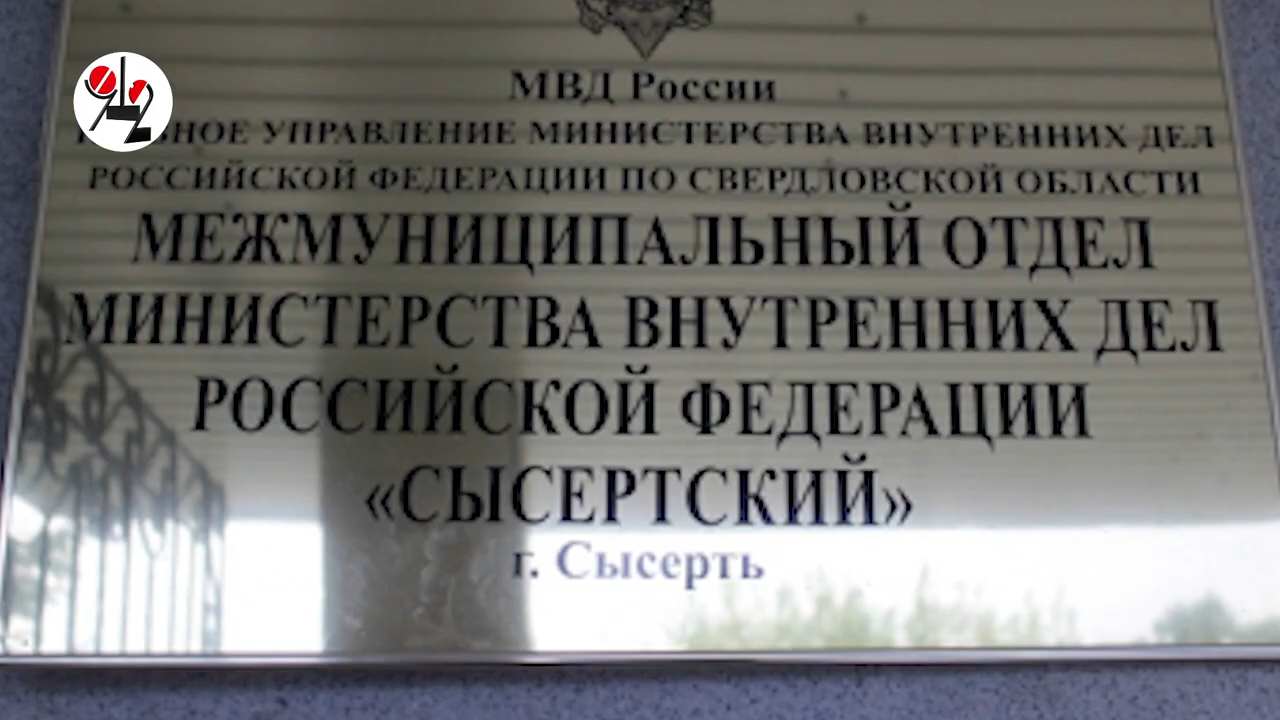 МВД России
НОЕ УПРАВЛЕНИЕ МИНИСТЕРСТВА ВНУТРЕННИХ ДЕЛ
РОССИЙСКОЙ ФЕДЕРАЦИИ ПО СВЕРДЛОВСКОЙ ОБЛАСТИ
МЕЖМУНИЦИПАЛЬНЫЙ ОТДЕЛ
МИНИСТЕРСТВА ВНУТРЕННИХ ДЕЛ
РОССИЙСКОЙ ФЕДЕРАЦИИ
«СЫСЕРТСКИЙ»
г. Сысерть